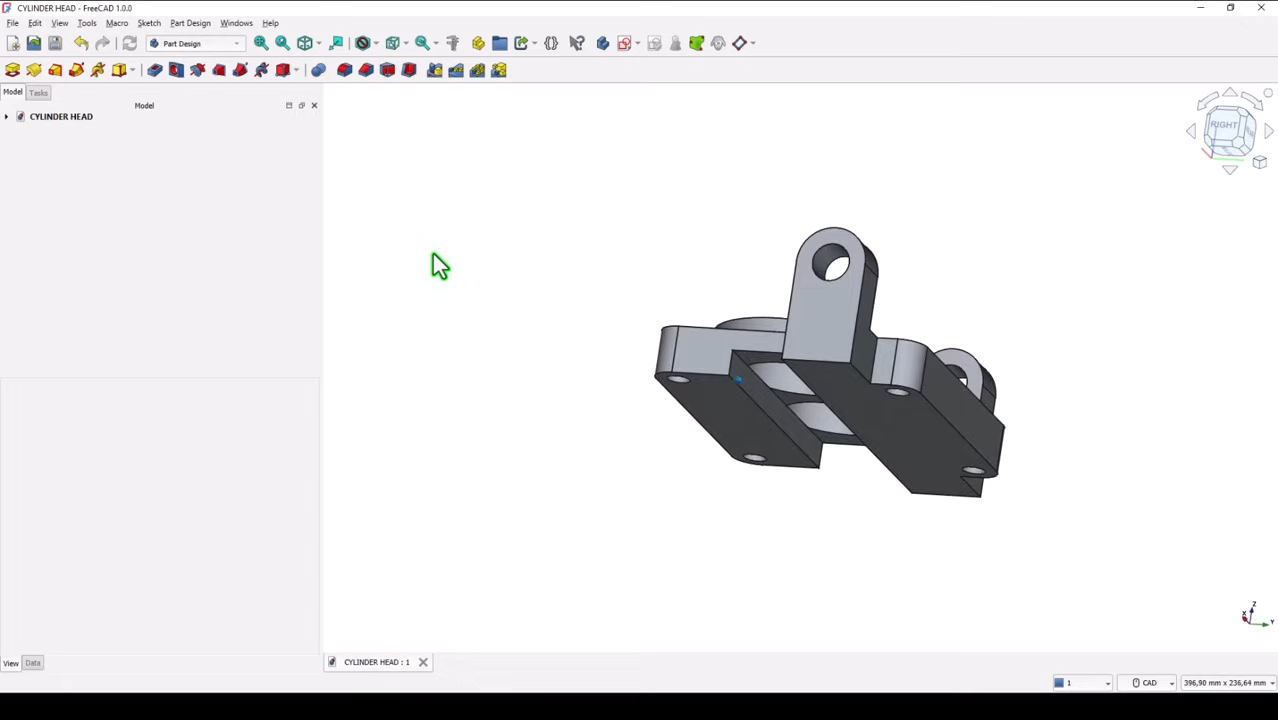 CYLINDER HEAD - FreeCAD 1.0.0
File Edit View Tools Macro Sketch Part Design Windows Help
Part Design
Model Tasks
Model
CYLINDER HEAD
RIGHT
Z
X
Y
View Data
CYLINDER HEAD : 1
1 CAD 396,90 mm x 236,64 mm